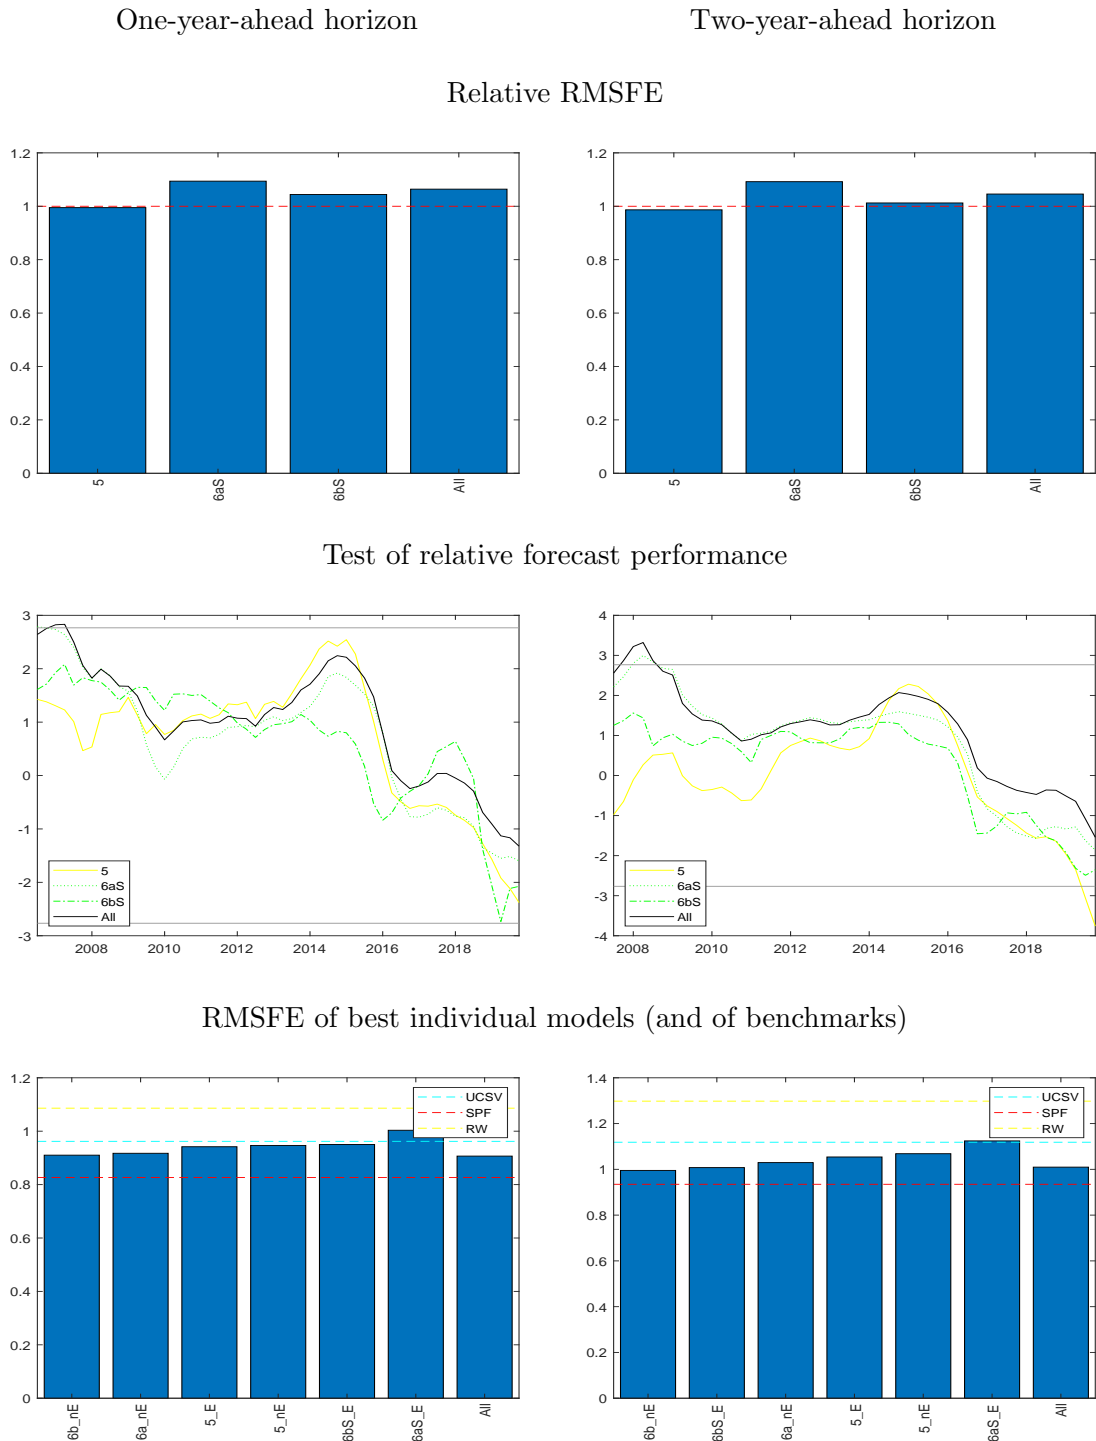 One-year-ahead horizon
Two-year-ahead horizon
Relative RMSFE
1.2
1
0.8
0.6
0.4
0.2
0
5
6aS
6bS
All
1.2
1
0.8
0.6
0.4
0.2
0
5
6aS
6bS
All
Test of relative forecast performance
3
2
1
0
-1
-2
-3
5
6aS
6bS
All
2008
2010
2012
2014
2016
2018
4
3
2
1
0
-1
-2
-3
-4
5
6aS
6bS
All
2008
2010
2012
2014
2016
2018
RMSFE of best individual models (and of benchmarks)
1.2
1
0.8
0.6
0.4
0.2
0
UCSV
SPF
RW
6b_nE
6a_nE
5_E
5_nE
6bS_E
6aS_E
All
1.4
1.2
1
0.8
0.6
0.4
0.2
0
UCSV
SPF
RW
6b_nE
6bS_E
6a_nE
5_E
5_nE
6aS_E
All